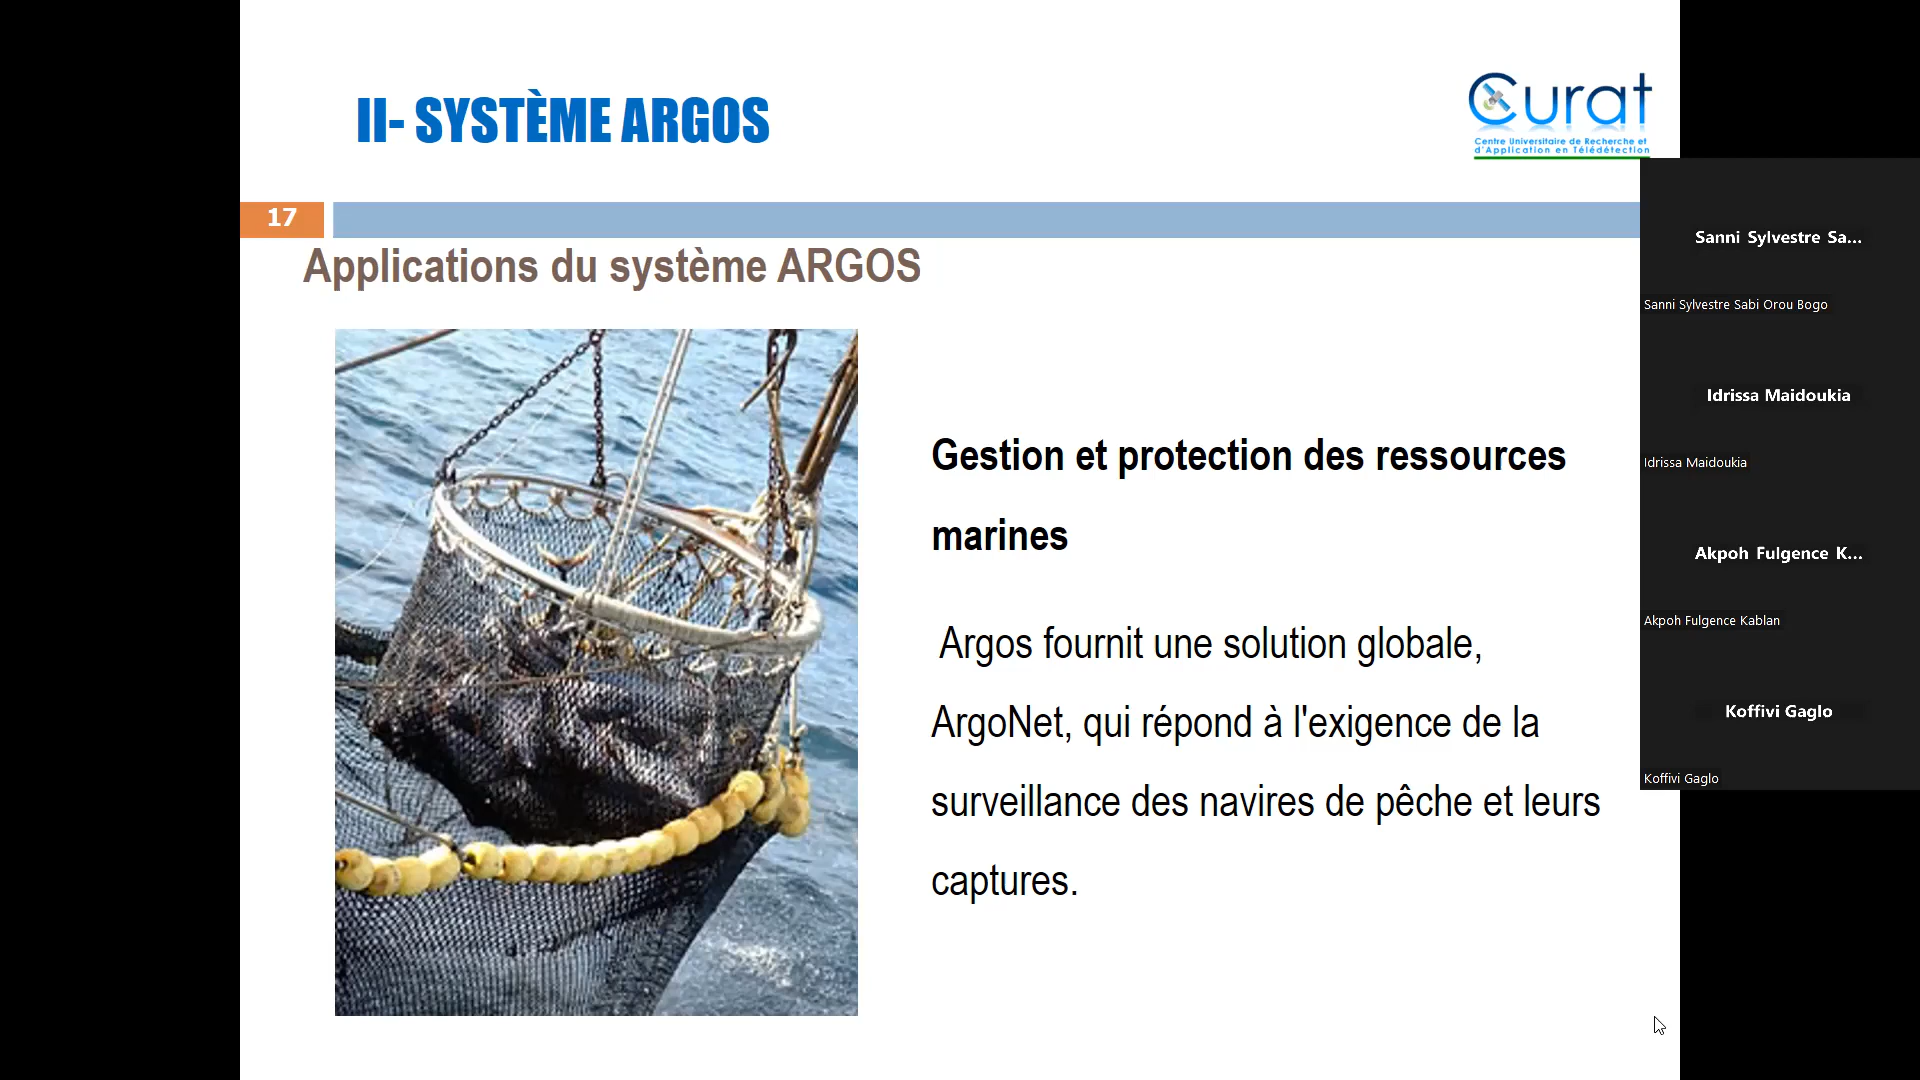 II- SYSTÈME ARGOS
Curat
Centre Universitaire de Recherche et
d'Application en Télédétection
17
Applications du système ARGOS
Gestion et protection des ressources
marines
Argos fournit une solution globale,
ArgoNet, qui répond à l'exigence de la
surveillance des navires de pêche et leurs
captures.
Sanni Sylvestre Sa...
Sanni Sylvestre Sabi Orou Bogo
Idrissa Maidoukia
Idrissa Maidoukia
Akpoh Fulgence K...
Akpoh Fulgence Kablan
Koffivi Gaglo
Koffivi Gaglo